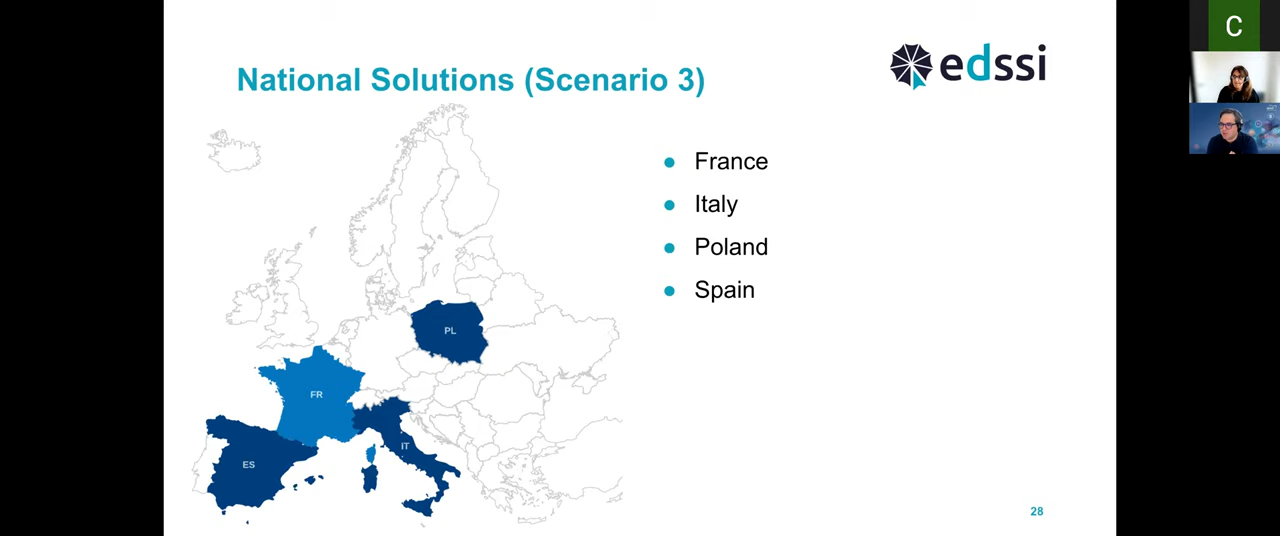 National Solutions (Scenario 3)
edssi
C
France
Italy
Poland
Spain
PL
FR
IT
ES
28